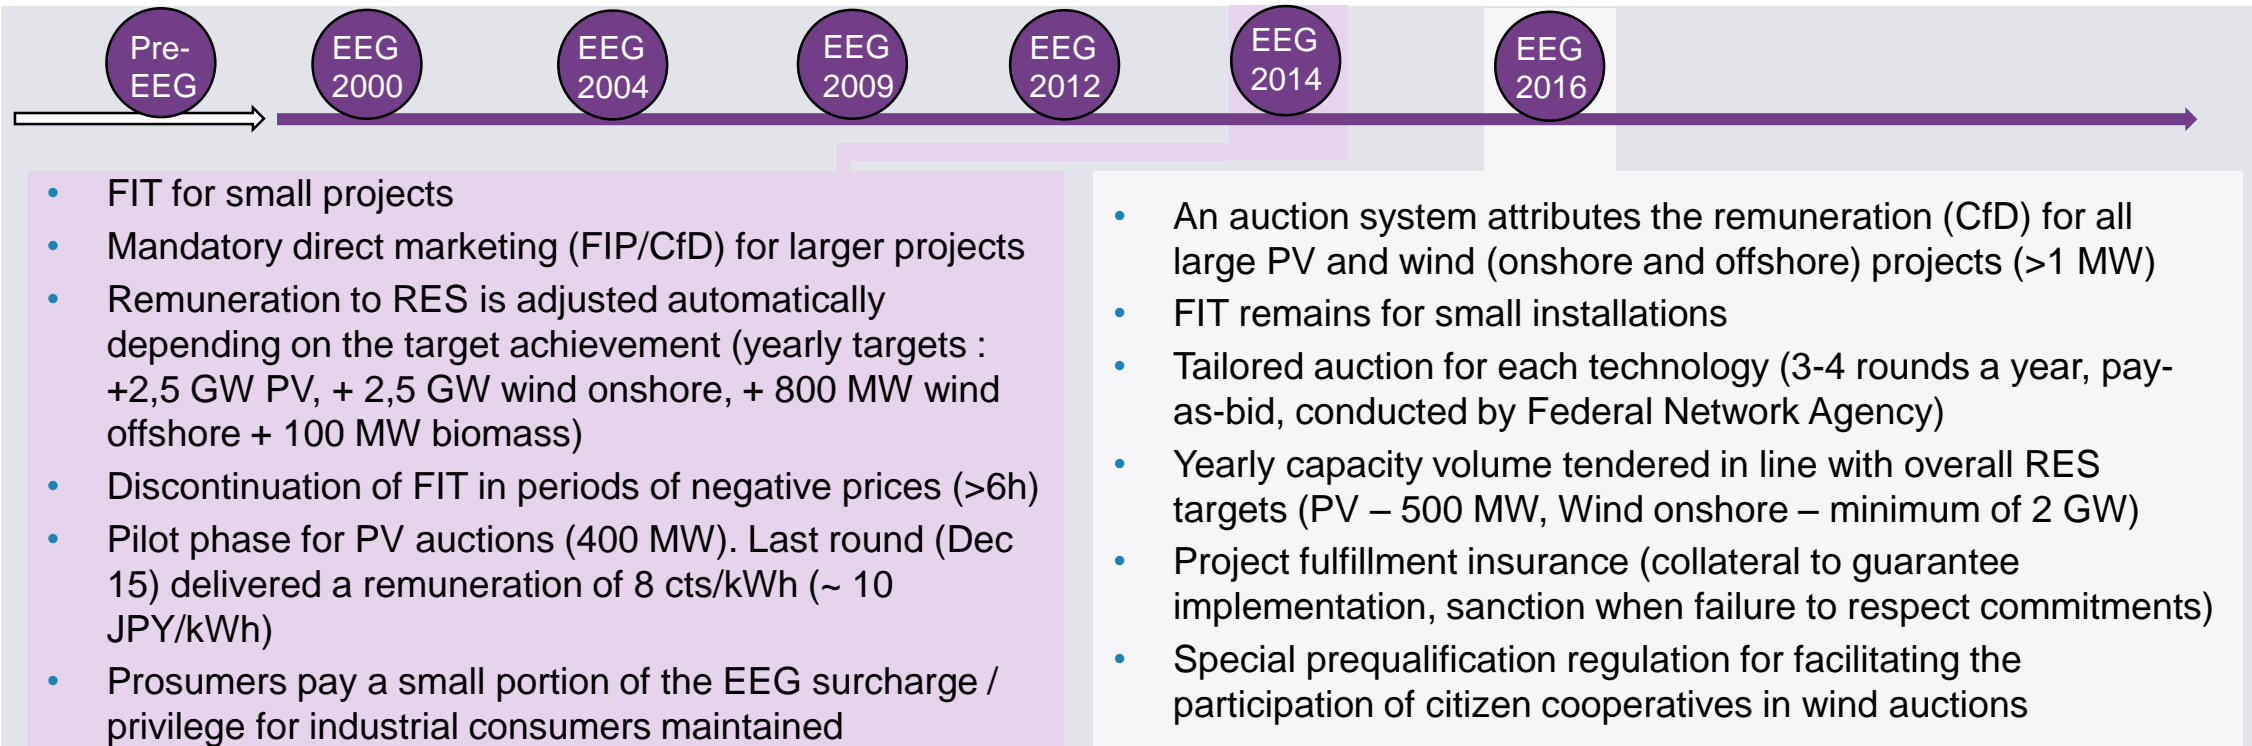 Pre-
EEG
EEG
2000
EEG
2004
EEG
2009
EEG
2012
EEG
2014
EEG
2016
• FIT for small projects
• Mandatory direct marketing (FIP/CfD) for larger projects
• Remuneration to RES is adjusted automatically
depending on the target achievement (yearly targets :
+2,5 GW PV, + 2,5 GW wind onshore, + 800 MW wind
offshore + 100 MW biomass)
• Discontinuation of FIT in periods of negative prices (>6h)
• Pilot phase for PV auctions (400 MW). Last round (Dec
15) delivered a remuneration of 8 cts/kWh (~ 10
JPY/kWh)
• Prosumers pay a small portion of the EEG surcharge /
privilege for industrial consumers maintained
• An auction system attributes the remuneration (CfD) for all
large PV and wind (onshore and offshore) projects (>1 MW)
• FIT remains for small installations
• Tailored auction for each technology (3-4 rounds a year, pay-
as-bid, conducted by Federal Network Agency)
• Yearly capacity volume tendered in line with overall RES
targets (PV – 500 MW, Wind onshore – minimum of 2 GW)
• Project fulfillment insurance (collateral to guarantee
implementation, sanction when failure to respect commitments)
• Special prequalification regulation for facilitating the
participation of citizen cooperatives in wind auctions